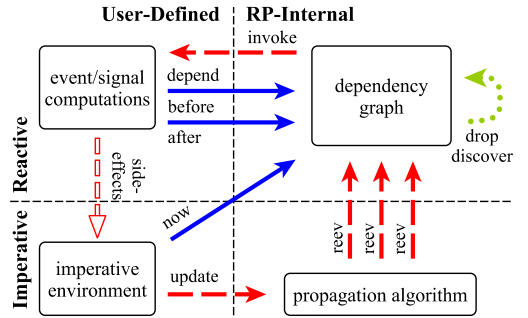 User-Defined
RP-Internal
invoke
event/signal
computations
depend
before
after
dependency
graph
drop
discover
Reactive
side-
effects
now
reev
reev
reev
Imperative
imperative
environment
update
propagation algorithm